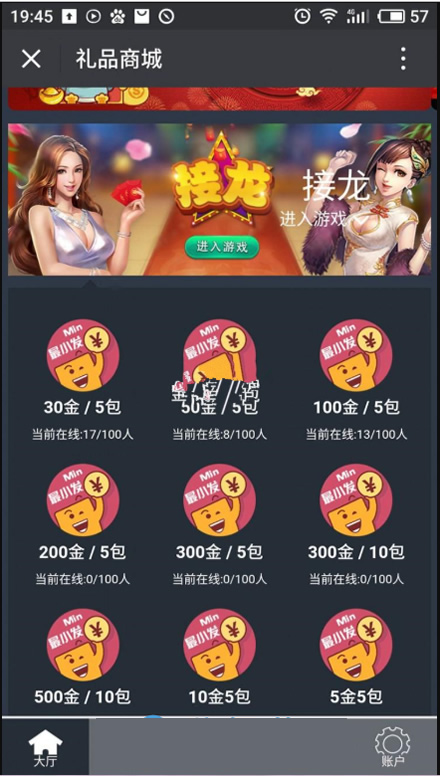 19:45
4G
57
礼品商城
接龙
进入游戏
接龙
进入游戏
Min
最小发
30金 / 5包
当前在线:17/100人
Min
最小发
50金 / 5包
当前在线:8/100人
Min
最小发
100金 / 5包
当前在线:13/100人
Min
最小发
200金 / 5包
当前在线:0/100人
Min
最小发
300金 / 5包
当前在线:0/100人
Min
最小发
300金 / 10包
当前在线:0/100人
Min
最小发
500金 / 10包
Min
最小发
10金5包
Min
最小发
5金5包
大厅
账户